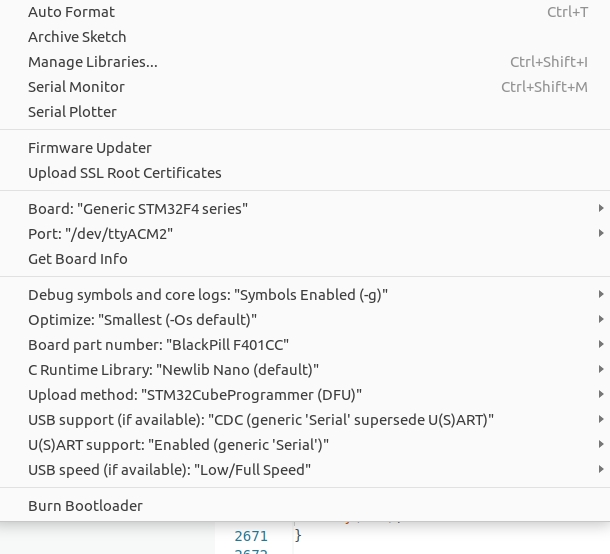 Auto Format Ctrl+T
Archive Sketch
Manage Libraries... Ctrl+Shift+I
Serial Monitor Ctrl+Shift+M
Serial Plotter
Firmware Updater
Upload SSL Root Certificates
Board: "Generic STM32F4 series"
Port: "/dev/ttyACM2"
Get Board Info
Debug symbols and core logs: "Symbols Enabled (-g)"
Optimize: "Smallest (-Os default)"
Board part number: "BlackPill F401CC"
C Runtime Library: "Newlib Nano (default)"
Upload method: "STM32CubeProgrammer (DFU)"
USB support (if available): "CDC (generic 'Serial' supersede U(S)ART)"
U(S)ART support: "Enabled (generic 'Serial')"
USB speed (if available): "Low/Full Speed"
Burn Bootloader
2671 }
2672